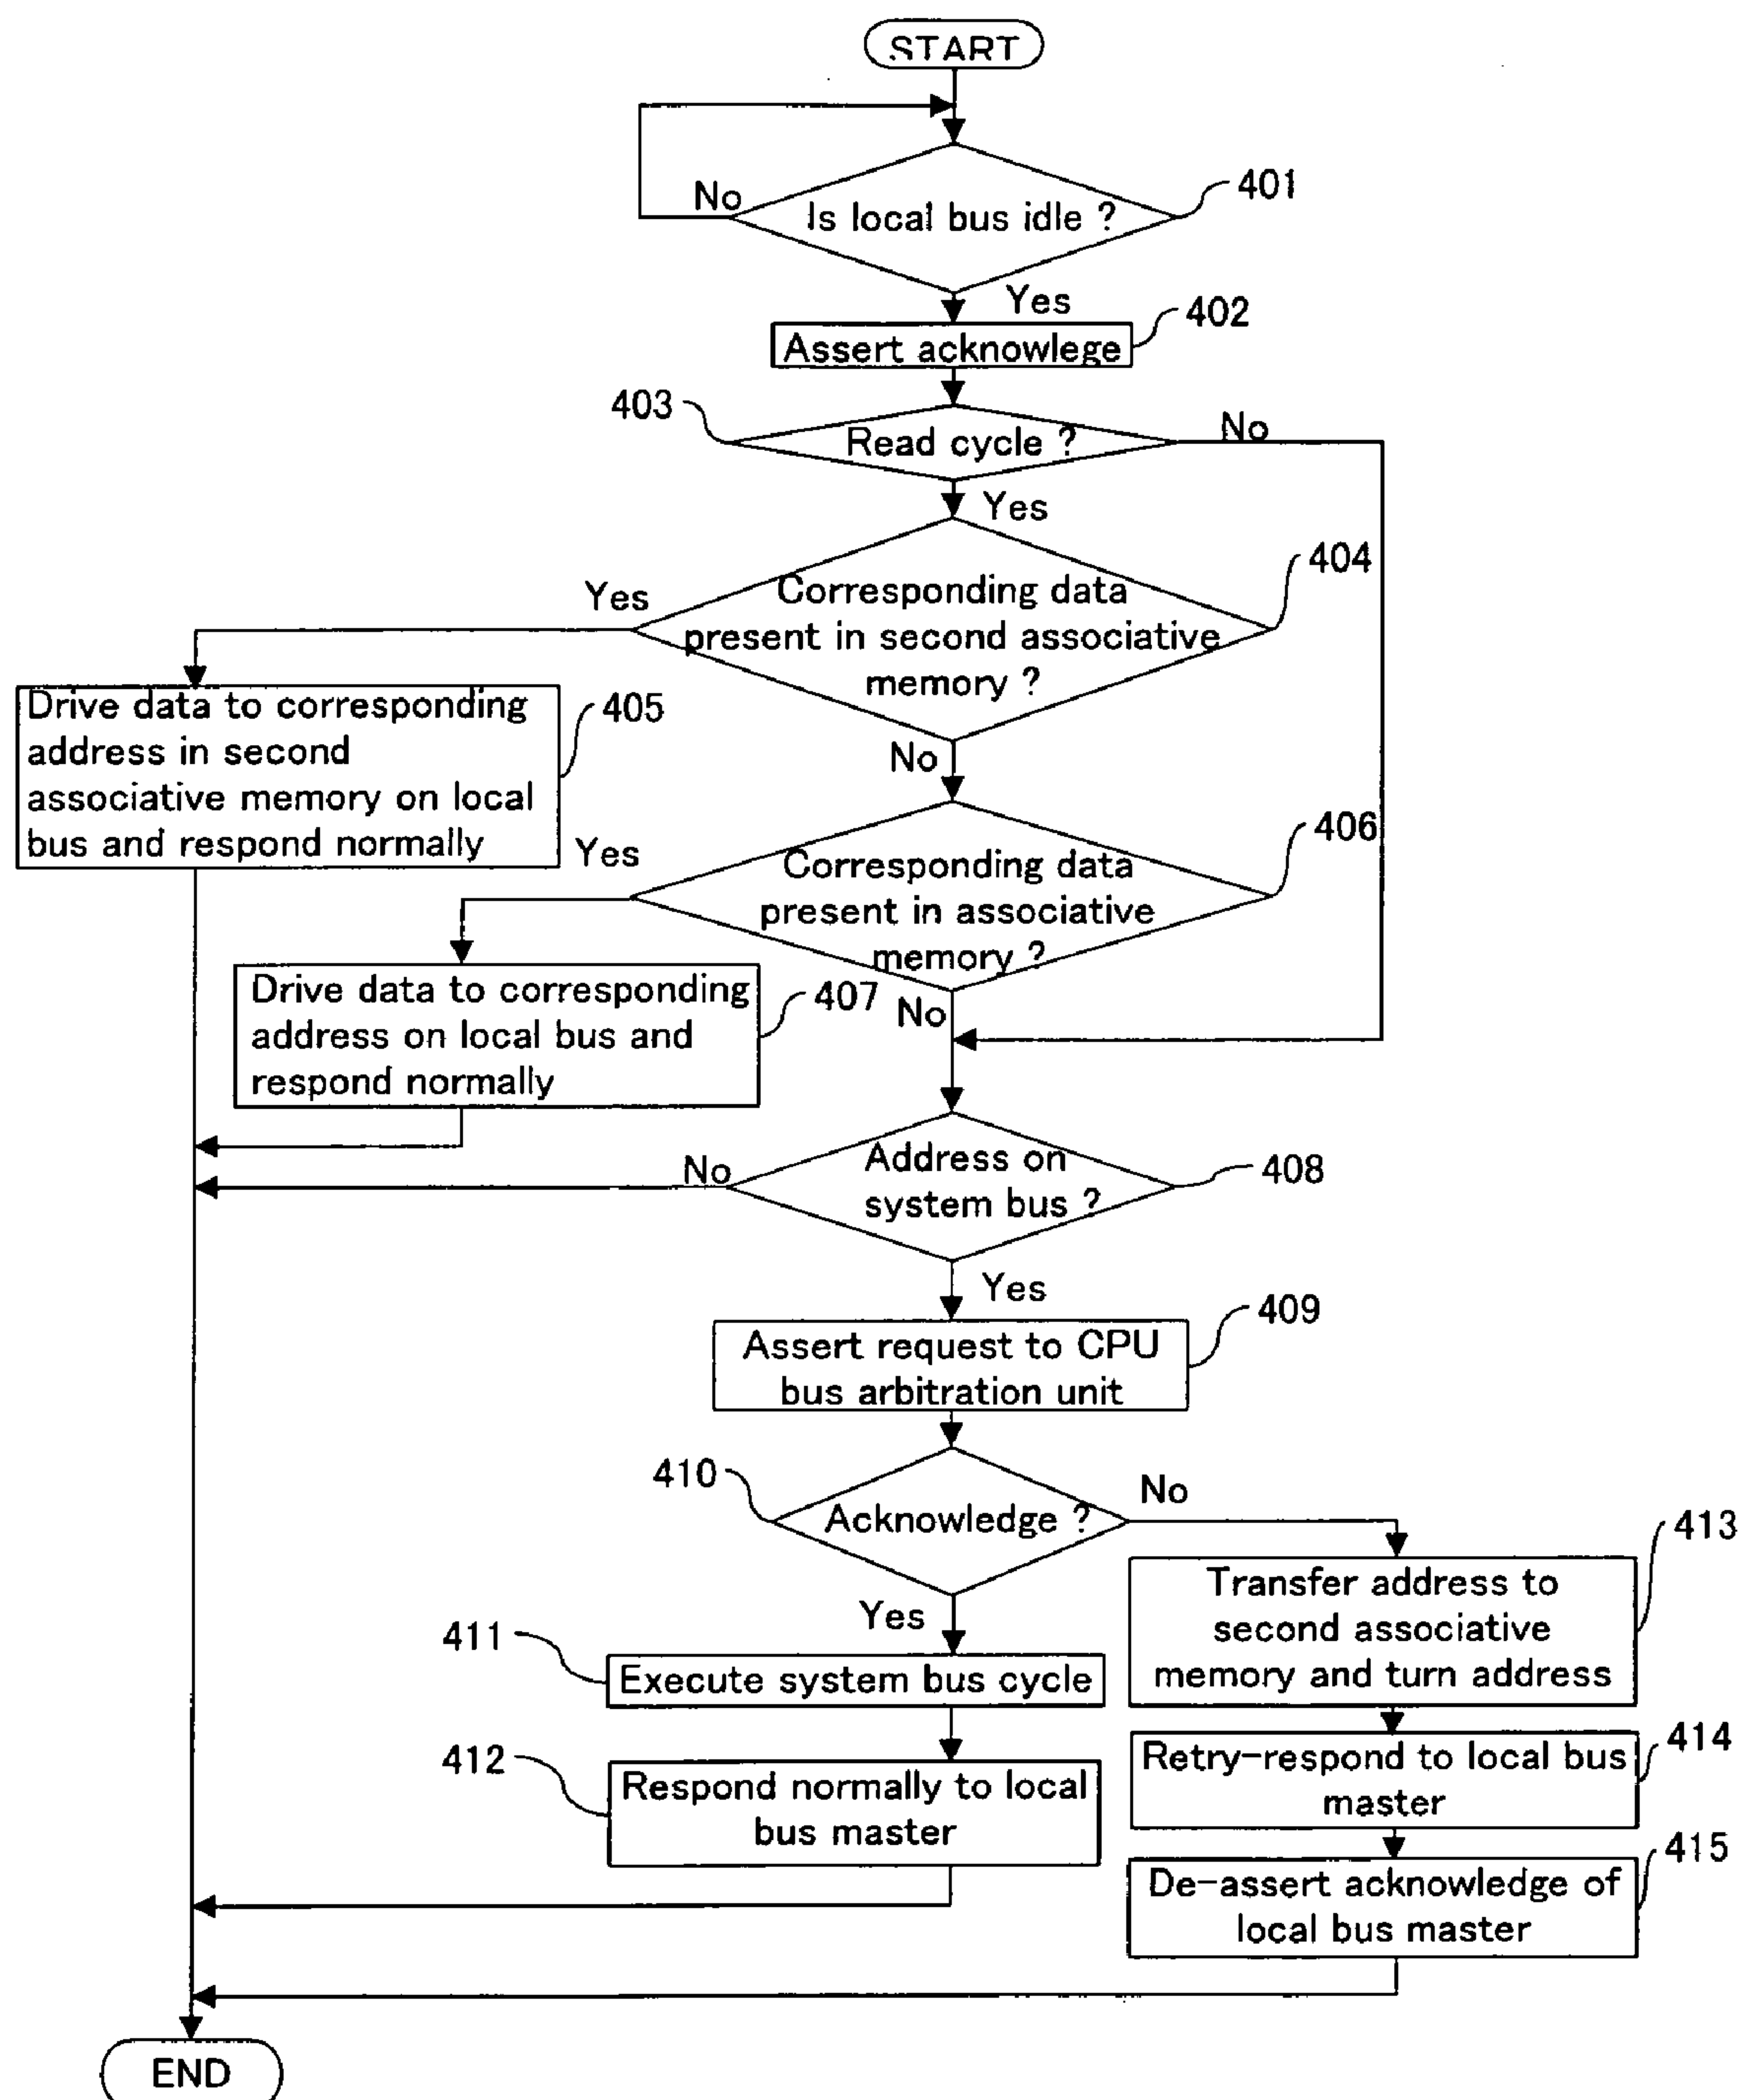 START
No
Is local bus idle ?
401
Yes
402
Assert acknowlege
403
Read cycle ?
No
Yes
404
Yes
Corresponding data
present in second associative
memory ?
Drive data to corresponding
address in second
associative memory on local
bus and respond normally
405
No
406
Yes
Corresponding data
present in associative
memory ?
Drive data to corresponding
address on local bus and
respond normally
407
No
No
Address on
system bus ?
408
Yes
409
Assert request to CPU
bus arbitration unit
410
Acknowledge ?
No
413
Transfer address to
second associative
memory and turn address
Yes
411
Execute system bus cycle
412
Respond normally to local
bus master
414
Retry-respond to local bus
master
415
De-assert acknowledge of
local bus master
END